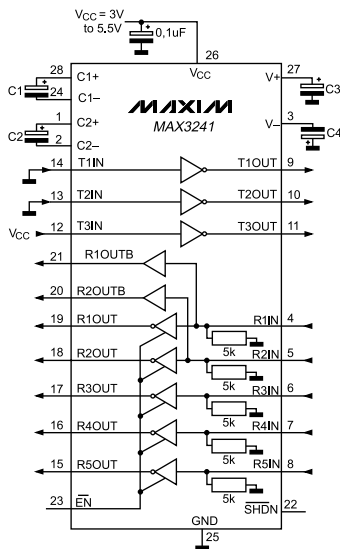 VCC = 3V
to 5.5V
0,1uF
26
VCC
28
C1+
C1
24
C1–
1
C2+
C2
2
C2–
27
V+
C3
3
V–
C4
MAXIM
MAX3241
14
T1IN
T1OUT
9
13
T2IN
T2OUT
10
VCC
12
T3IN
T3OUT
11
21
R1OUTB
20
R2OUTB
19
R1OUT
R1IN
4
5k
18
R2OUT
R2IN
5
5k
17
R3OUT
R3IN
6
5k
16
R4OUT
R4IN
7
5k
15
R5OUT
R5IN
8
5k
23
EN
SHDN
22
GND
25